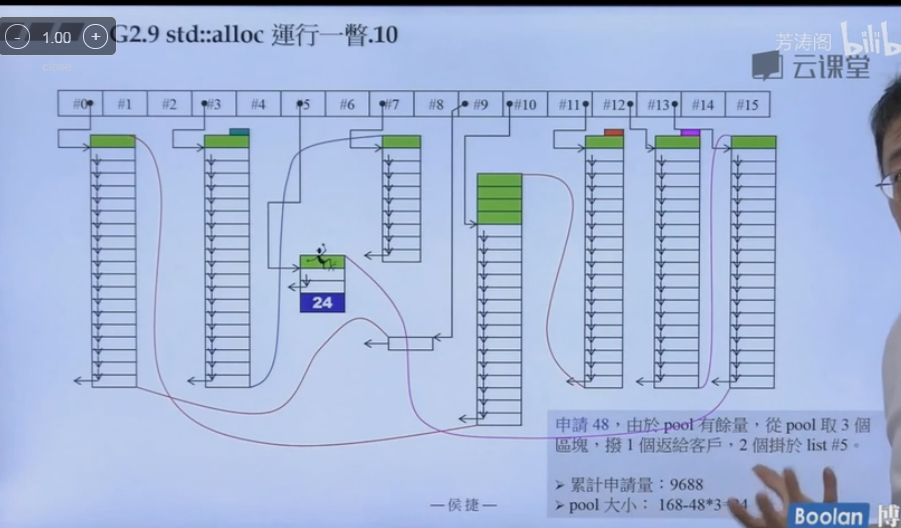 1.00
G2.9 std::alloc 運行一瞥.10
芳涛阁 bilib
云课堂
#0 #1 #2 #3 #4 #5 #6 #7 #8 #9 #10 #11 #12 #13 #14 #15
24
申請 48，由於 pool 有餘量，從 pool 取 3 個
區塊，撥 1 個返給客戶，2 個掛於 list #5。
➢ 累計申請量：9688
➢ pool 大小： 168-48*3=24
—侯捷—
Boolan 博